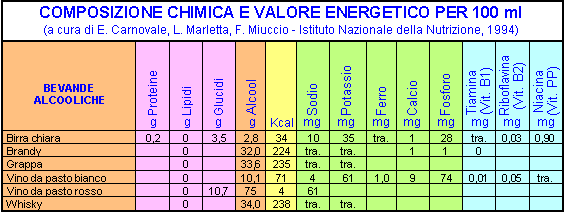 COMPOSIZIONE CHIMICA E VALORE ENERGETICO PER 100 ml
(a cura di E. Carnovale, L. Marletta, F. Miuccio - Istituto Nazionale della Nutrizione, 1994)
BEVANDE
ALCOOLICHE
g Proteine
g Lipidi
g Glucidi
g Alcool
Kcal
mg Sodio
mg Potassio
mg Ferro
mg Calcio
mg Fosforo
Tiamina
mg (Vit. B1)
Riboflavina
mg (Vit. B2)
Niacina
mg (Vit. PP)
Birra chiara 0,2 0 3,5 2,8 34 10 35 tra. 1 28 tra. 0,03 0,90
Brandy 0 32,0 224 tra. tra. 1 1 0
Grappa 0 33,6 235 tra. tra.
Vino da pasto bianco 0 10,1 71 4 61 1,0 9 74 0,01 0,05 tra.
Vino da pasto rosso 0 10,7 75 4 61
Whisky 0 34,0 238 tra. tra.